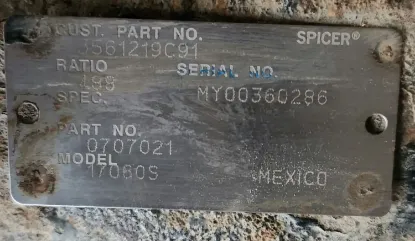 CUST. PART NO. SPICER®
3561219C91
RATIO SERIAL NO.
SPEC. MY00360286
PART NO.
0707021
MODEL
17060S MEXICO